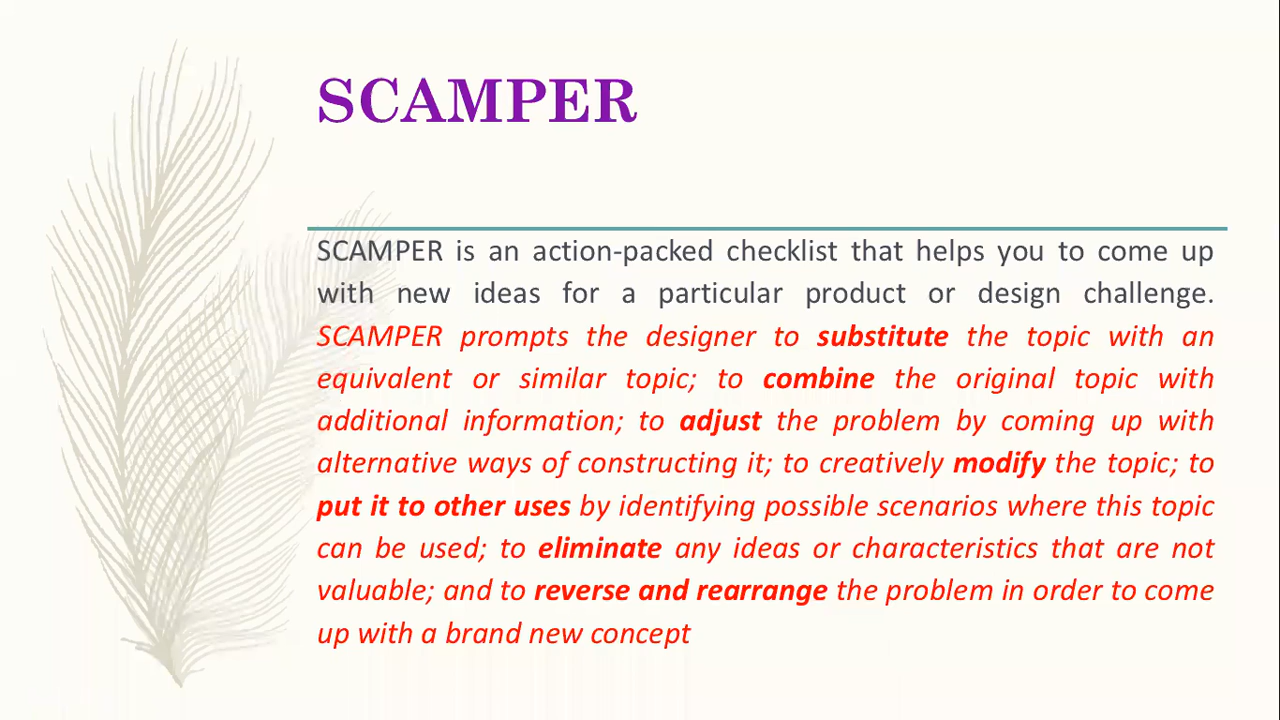 SCAMPER
SCAMPER is an action-packed checklist that helps you to come up
with new ideas for a particular product or design challenge.
SCAMPER prompts the designer to substitute the topic with an
equivalent or similar topic; to combine the original topic with
additional information; to adjust the problem by coming up with
alternative ways of constructing it; to creatively modify the topic; to
put it to other uses by identifying possible scenarios where this topic
can be used; to eliminate any ideas or characteristics that are not
valuable; and to reverse and rearrange the problem in order to come
up with a brand new concept